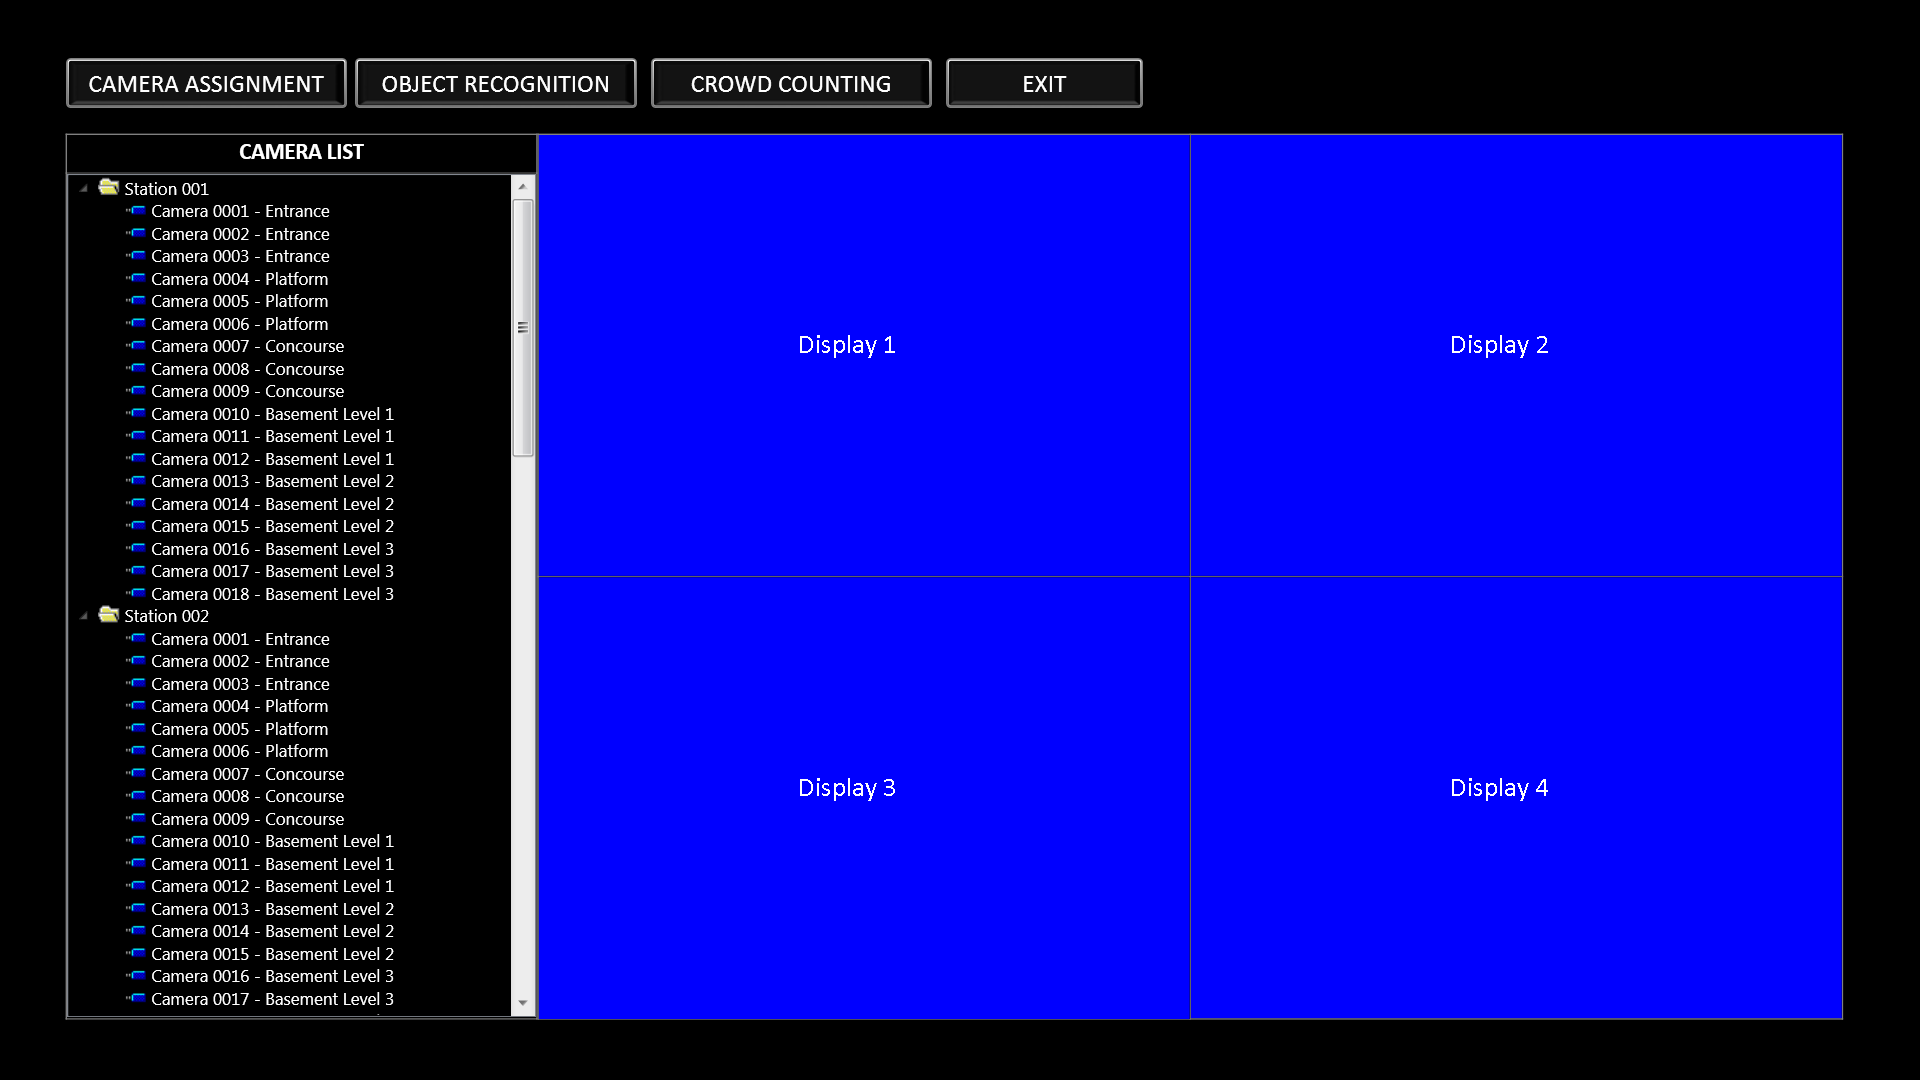 CAMERA ASSIGNMENT
OBJECT RECOGNITION
CROWD COUNTING
EXIT
CAMERA LIST
Station 001
Camera 0001 - Entrance
Camera 0002 - Entrance
Camera 0003 - Entrance
Camera 0004 - Platform
Camera 0005 - Platform
Camera 0006 - Platform
Camera 0007 - Concourse
Camera 0008 - Concourse
Camera 0009 - Concourse
Camera 0010 - Basement Level 1
Camera 0011 - Basement Level 1
Camera 0012 - Basement Level 1
Camera 0013 - Basement Level 2
Camera 0014 - Basement Level 2
Camera 0015 - Basement Level 2
Camera 0016 - Basement Level 3
Camera 0017 - Basement Level 3
Camera 0018 - Basement Level 3
Station 002
Camera 0001 - Entrance
Camera 0002 - Entrance
Camera 0003 - Entrance
Camera 0004 - Platform
Camera 0005 - Platform
Camera 0006 - Platform
Camera 0007 - Concourse
Camera 0008 - Concourse
Camera 0009 - Concourse
Camera 0010 - Basement Level 1
Camera 0011 - Basement Level 1
Camera 0012 - Basement Level 1
Camera 0013 - Basement Level 2
Camera 0014 - Basement Level 2
Camera 0015 - Basement Level 2
Camera 0016 - Basement Level 3
Camera 0017 - Basement Level 3
Display 1
Display 2
Display 3
Display 4